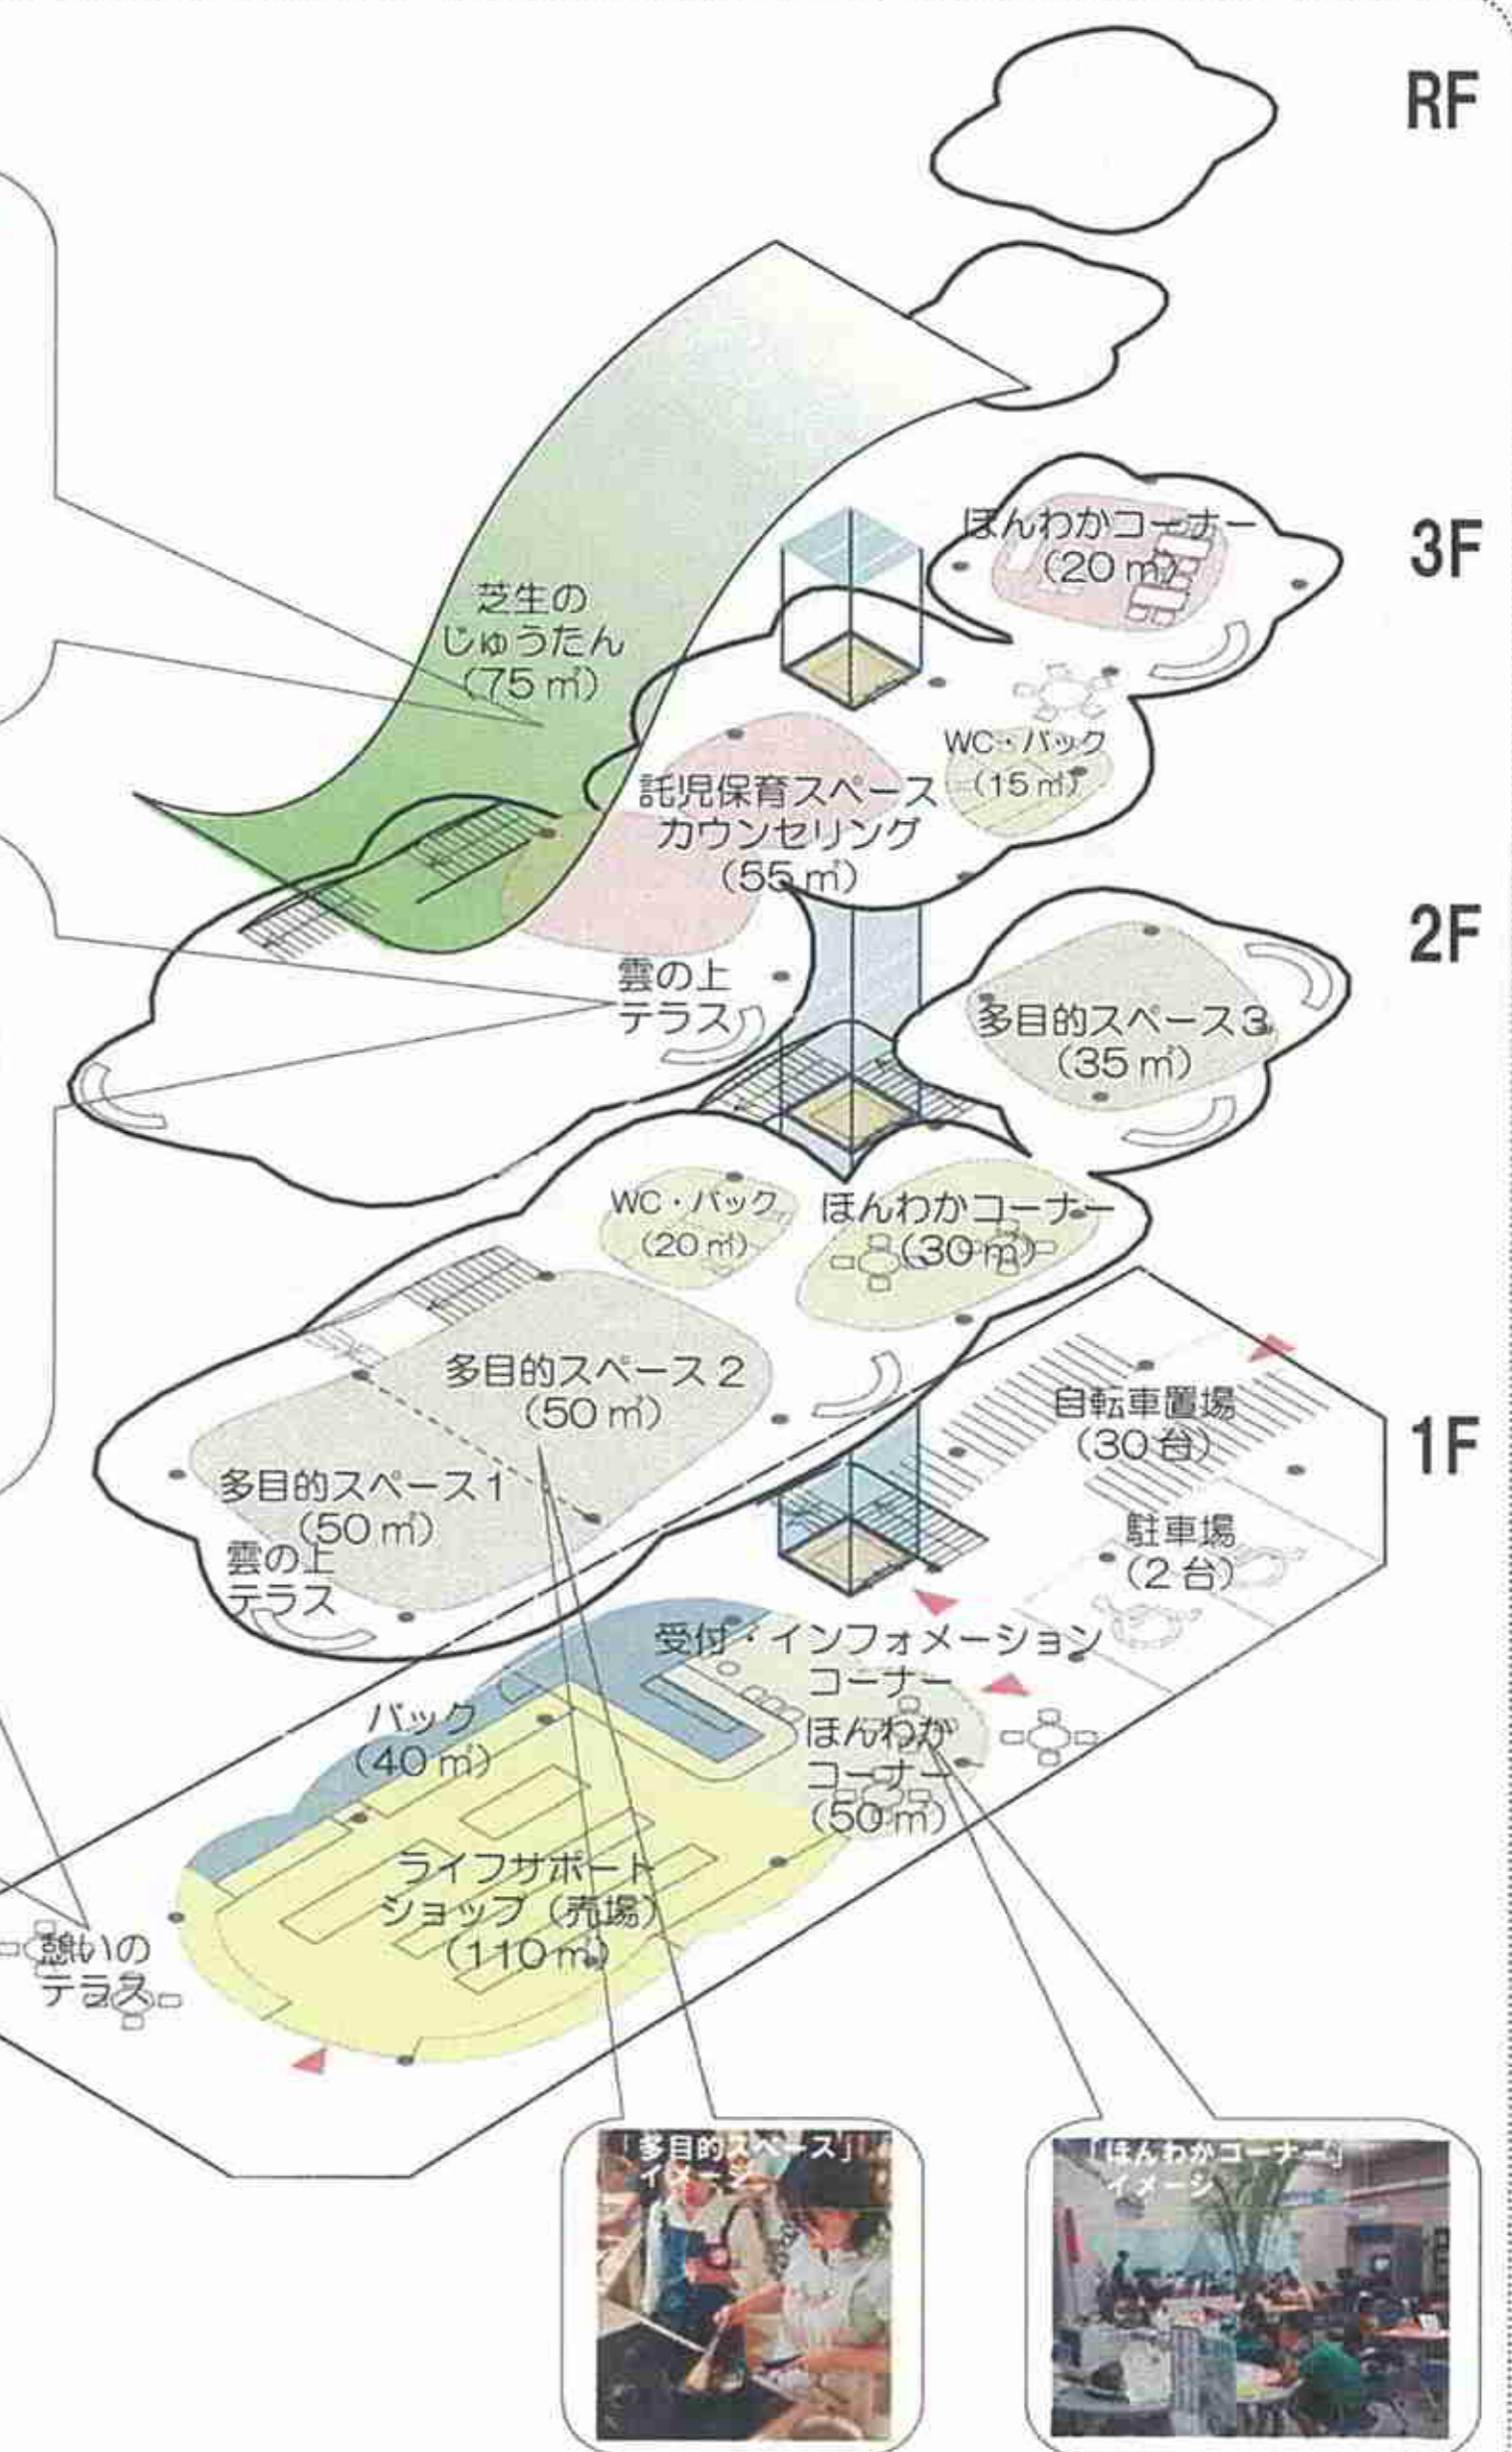 RF
3F
ほんわかコーナー
(20㎡)
芝生の
じゅうたん
(75㎡)
WC・バック
(15㎡)
託児保育スペース
カウンセリング
(55㎡)
2F
雲の上
テラス
多目的スペース3
(35㎡)
WC・バック
(20㎡)
ほんわかコーナー
(30㎡)
多目的スペース2
(50㎡)
多目的スペース1
(50㎡)
雲の上
テラス
1F
自転車置場
(30台)
駐車場
(2台)
受付・インフォメーション
コーナー
ほんわか
コーナー
(50㎡)
バック
(40㎡)
ライフサポート
ショップ(売場)
(110㎡)
憩いの
テラス
「多目的スペース」
イメージ
「ほんわかコーナー」
イメージ